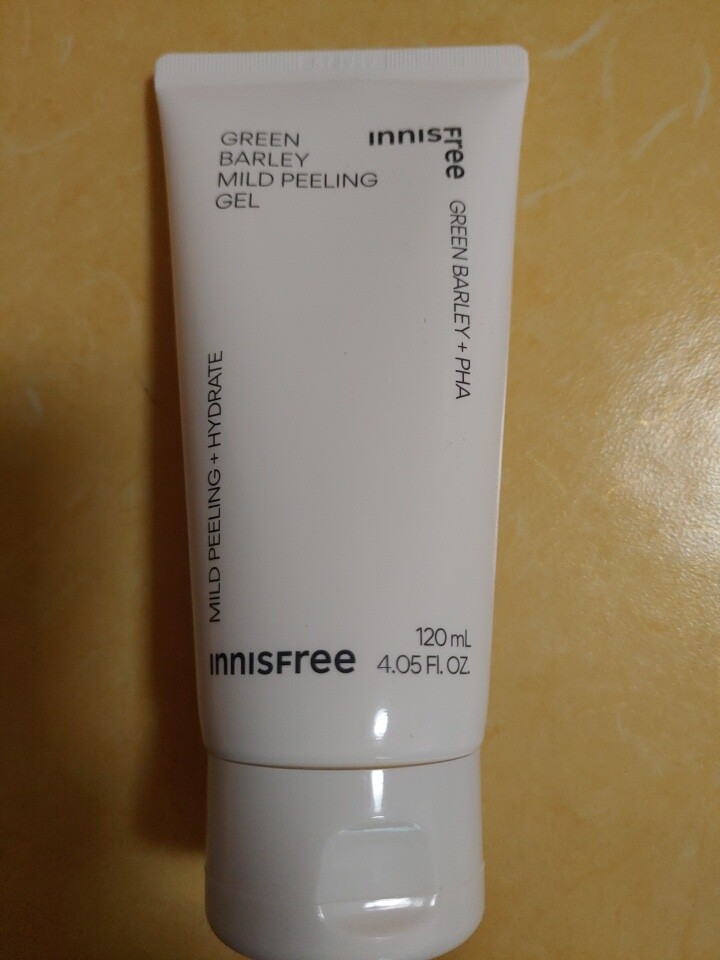 GREEN
BARLEY
MILD PEELING
GEL
INNISFree
GREEN BARLEY + PHA
MILD PEELING + HYDRATE
INNISFree
120 mL
4.05 Fl. OZ.